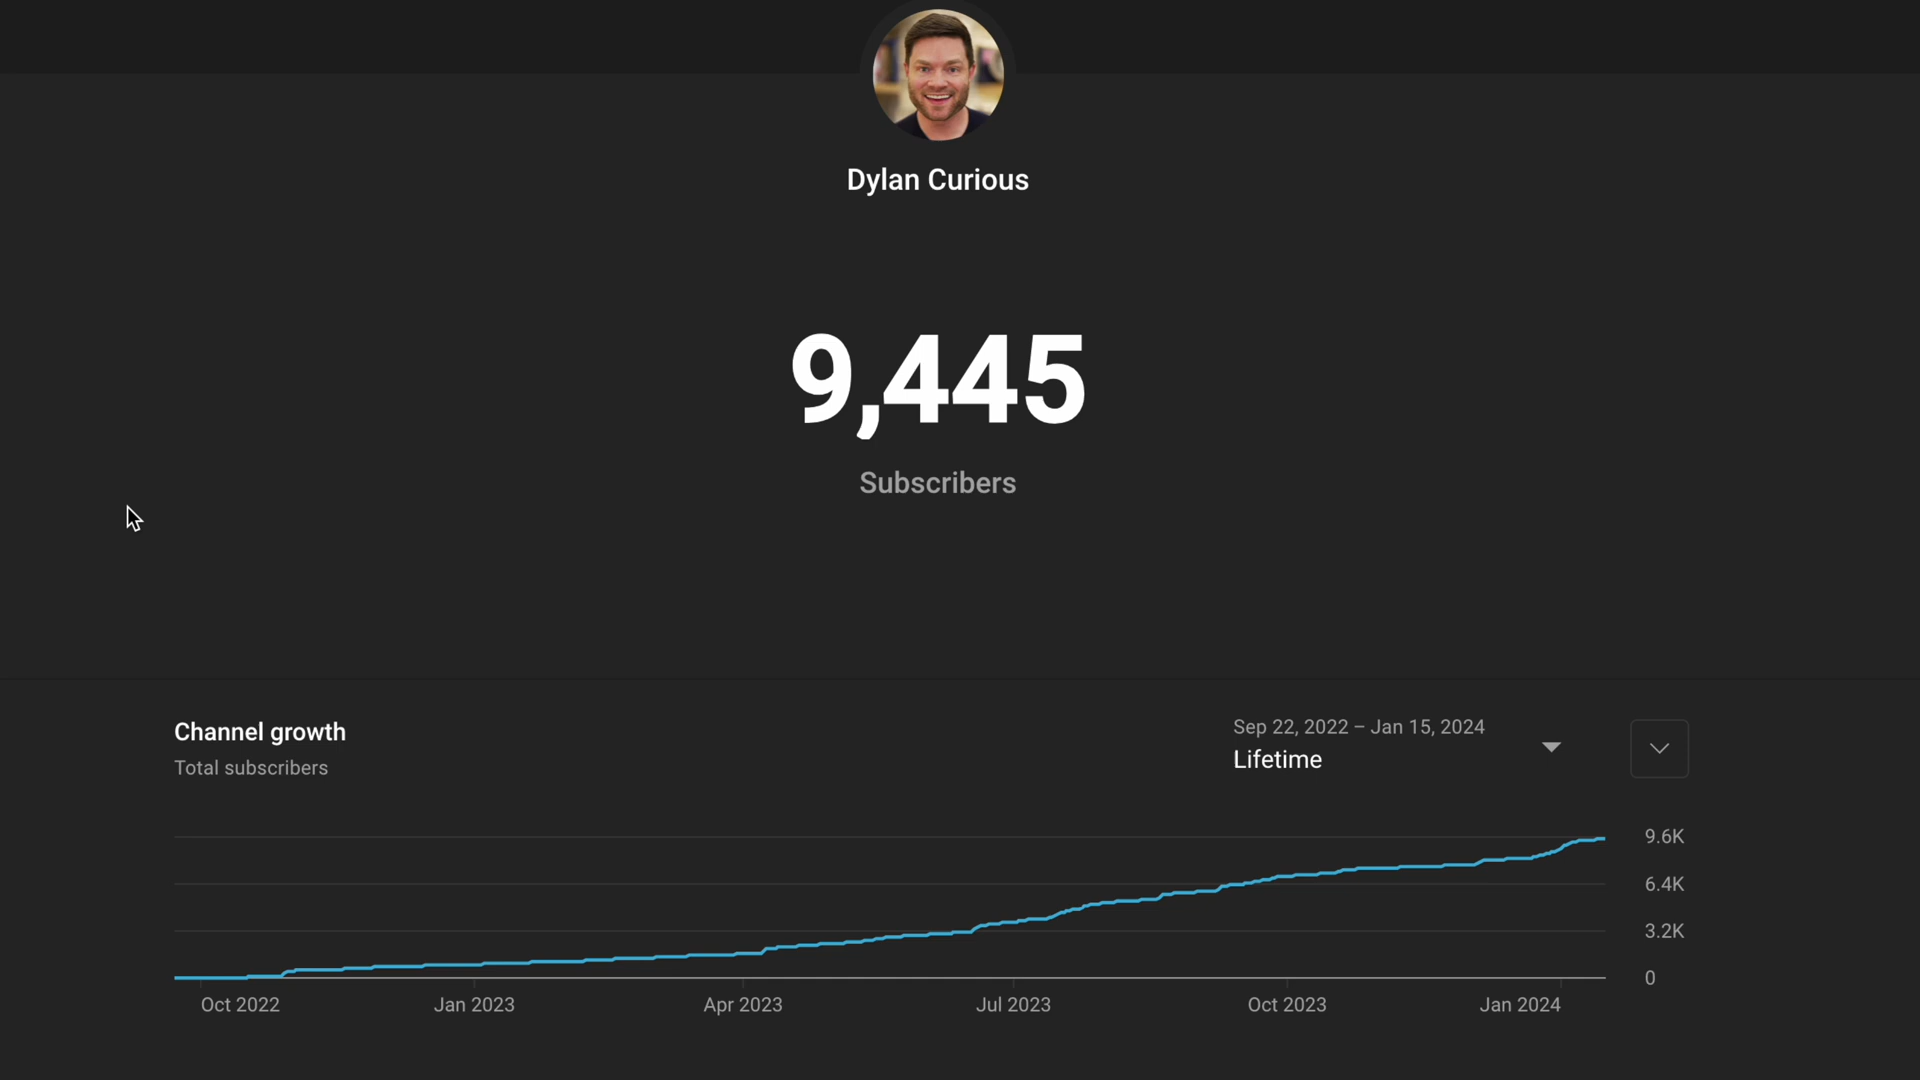 Dylan Curious
9,445
Subscribers
Channel growth
Total subscribers
Sep 22, 2022 – Jan 15, 2024
Lifetime
9.6K
6.4K
3.2K
0
Oct 2022 Jan 2023 Apr 2023 Jul 2023 Oct 2023 Jan 2024